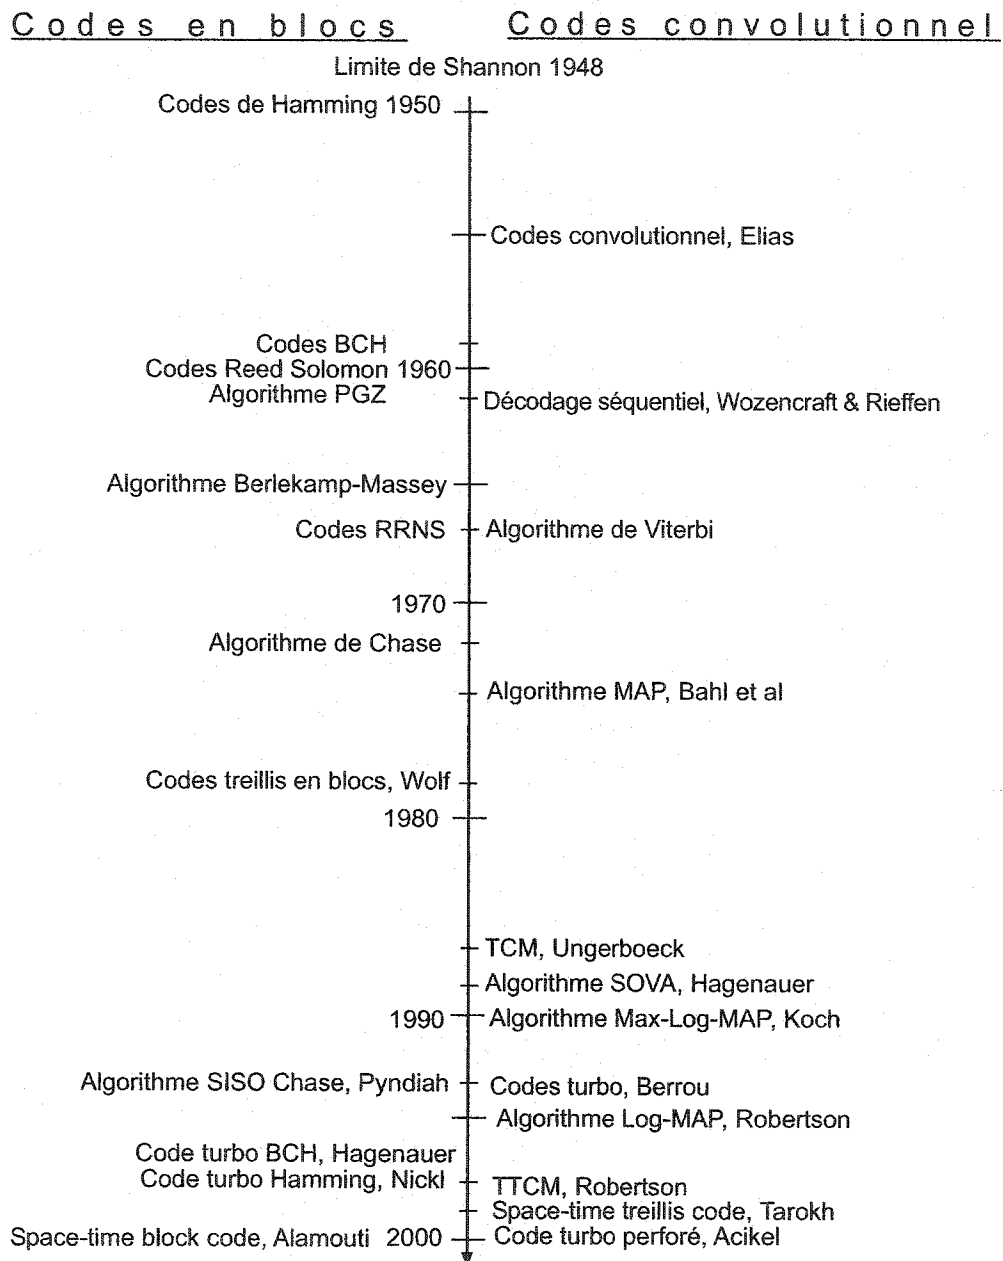 Codes en blocs
Codes convolutionnel
Limite de Shannon 1948
Codes de Hamming 1950
Codes convolutionnel, Elias
Codes BCH
Codes Reed Solomon 1960
Algorithme PGZ
Décodage séquentiel, Wozencraft & Rieffen
Algorithme Berlekamp-Massey
Codes RRNS
Algorithme de Viterbi
1970
Algorithme de Chase
Algorithme MAP, Bahl et al
Codes treillis en blocs, Wolf
1980
TCM, Ungerboeck
Algorithme SOVA, Hagenauer
1990
Algorithme Max-Log-MAP, Koch
Algorithme SISO Chase, Pyndiah
Codes turbo, Berrou
Algorithme Log-MAP, Robertson
Code turbo BCH, Hagenauer
Code turbo Hamming, Nickl
TTCM, Robertson
Space-time treillis code, Tarokh
Space-time block code, Alamouti 2000
Code turbo perforé, Acikel